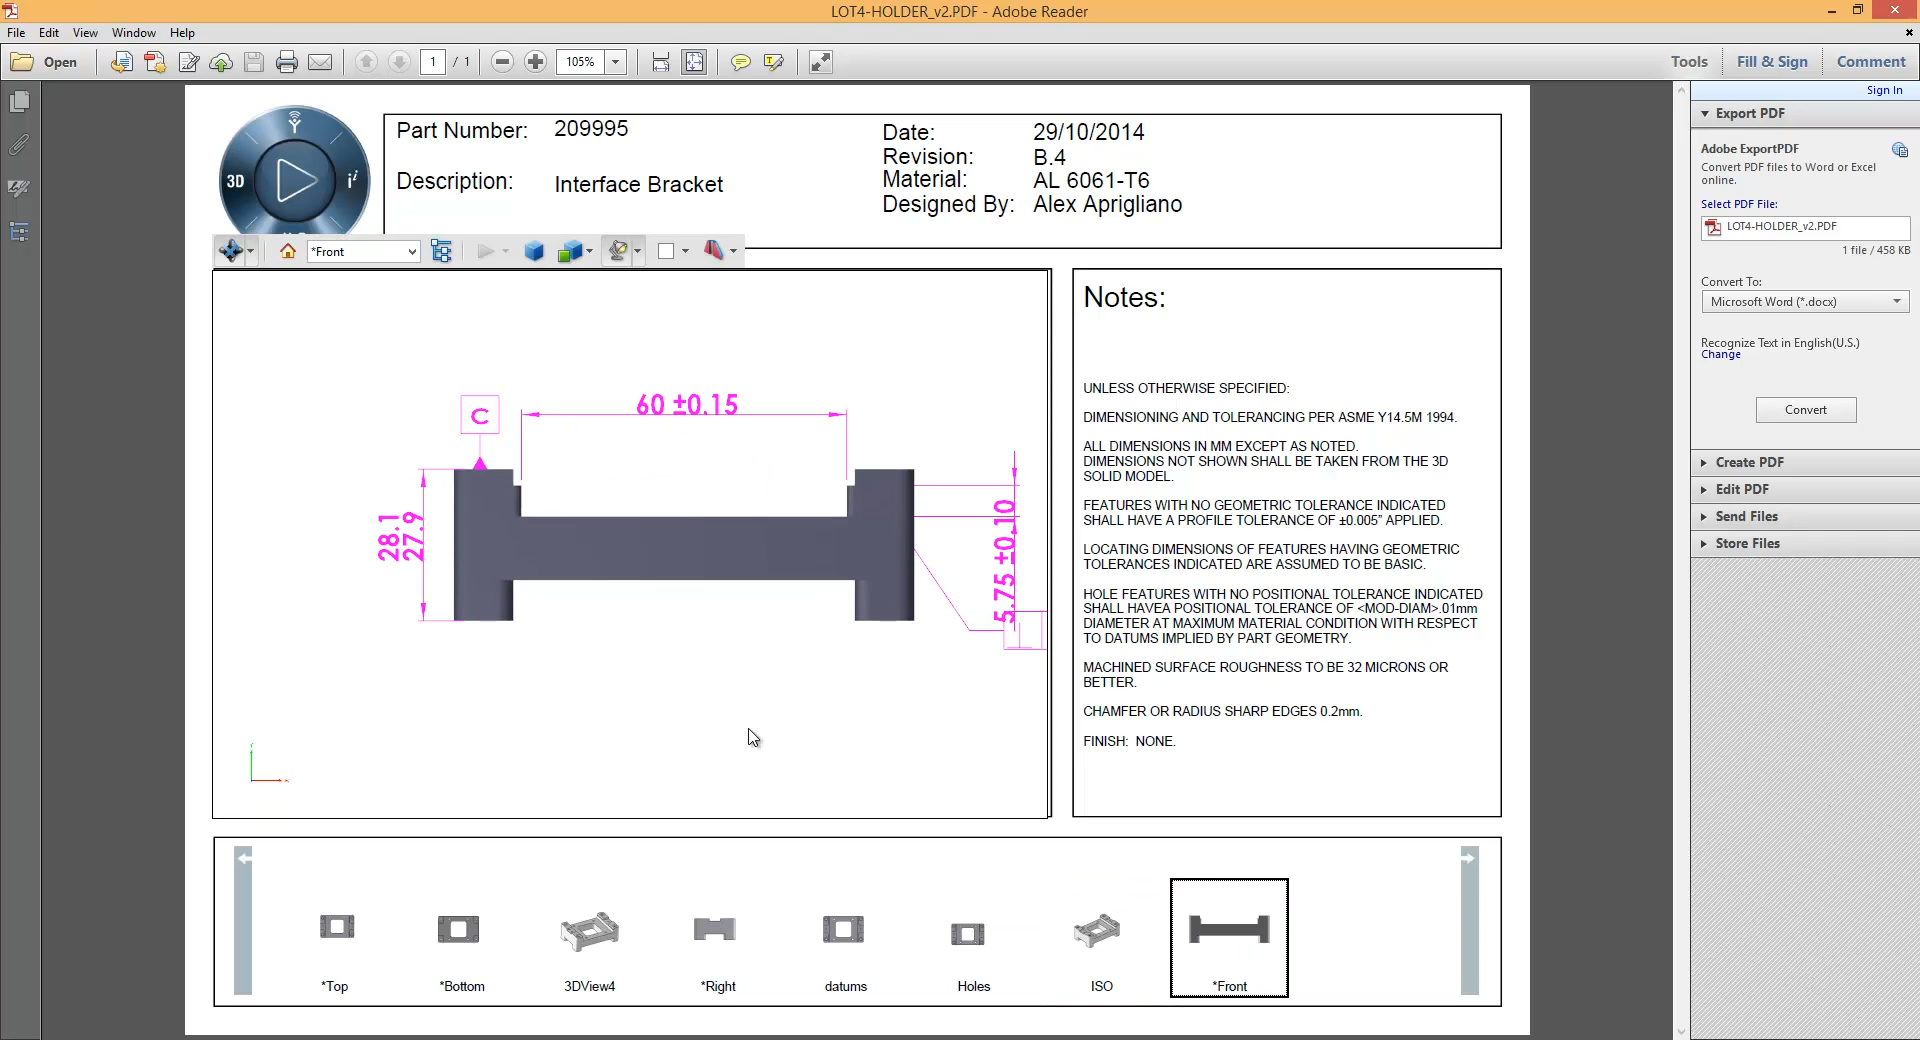 LOT4-HOLDER_v2.PDF - Adobe Reader
File Edit View Window Help
Open
1 / 1
105%
Tools
Fill & Sign
Comment
Sign In
3D
Part Number: 209995
Description: Interface Bracket
Date: 29/10/2014
Revision: B.4
Material: AL 6061-T6
Designed By: Alex Aprigliano
*Front
C
60 ±0.15
28.1
27.9
5.75 ±0.10
Notes:
UNLESS OTHERWISE SPECIFIED:
DIMENSIONING AND TOLERANCING PER ASME Y14.5M 1994.
ALL DIMENSIONS IN MM EXCEPT AS NOTED.
DIMENSIONS NOT SHOWN SHALL BE TAKEN FROM THE 3D
SOLID MODEL.
FEATURES WITH NO GEOMETRIC TOLERANCE INDICATED
SHALL HAVE A PROFILE TOLERANCE OF ±0.005" APPLIED.
LOCATING DIMENSIONS OF FEATURES HAVING GEOMETRIC
TOLERANCES INDICATED ARE ASSUMED TO BE BASIC.
HOLE FEATURES WITH NO POSITIONAL TOLERANCE INDICATED
SHALL HAVEA POSITIONAL TOLERANCE OF <MOD-DIAM>.01mm
DIAMETER AT MAXIMUM MATERIAL CONDITION WITH RESPECT
TO DATUMS IMPLIED BY PART GEOMETRY.
MACHINED SURFACE ROUGHNESS TO BE 32 MICRONS OR
BETTER.
CHAMFER OR RADIUS SHARP EDGES 0.2mm.
FINISH: NONE.
*Top
*Bottom
3DView4
*Right
datums
Holes
ISO
*Front
Export PDF
Adobe ExportPDF
Convert PDF files to Word or Excel
online.
Select PDF File:
LOT4-HOLDER_v2.PDF
1 file / 458 KB
Convert To:
Microsoft Word (*.docx)
Recognize Text in English(U.S.)
Change
Convert
Create PDF
Edit PDF
Send Files
Store Files